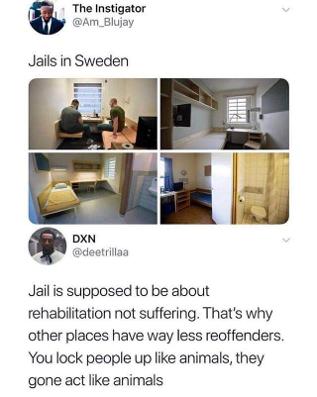 The Instigator
@Am_Blujay
Jails in Sweden
DXN
@deetrillaa
Jail is supposed to be about
rehabilitation not suffering. That's why
other places have way less reoffenders.
You lock people up like animals, they
gone act like animals